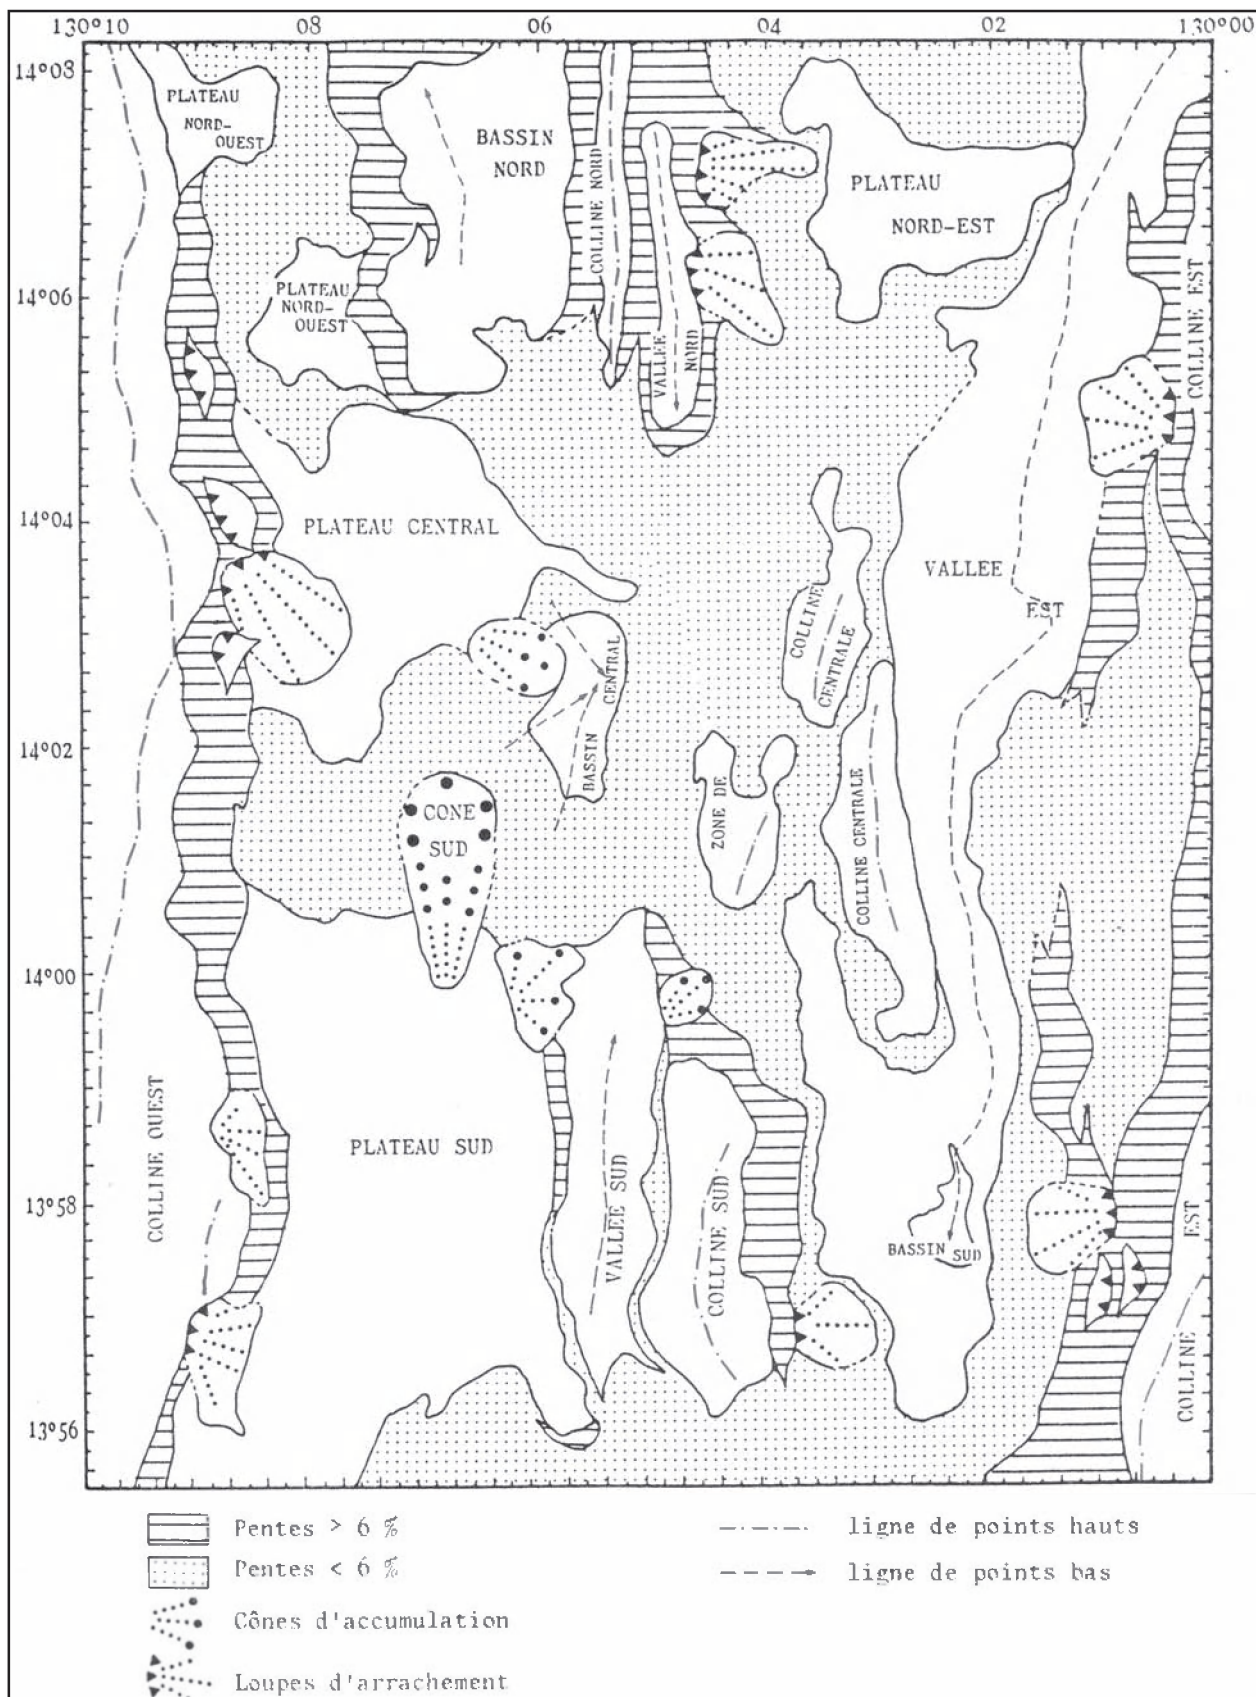 130°10
08
06
04
02
130°00
14°03
14°06
14°04
14°02
14°00
13°58
13°56
PLATEAU
NORD-
OUEST
BASSIN
NORD
COLLINE NORD
PLATEAU
NORD-EST
PLATEAU
NORD-
OUEST
VALLEE
NORD
COLLINE EST
PLATEAU CENTRAL
VALLEE
EST
COLLINE
CENTRALE
BASSIN
CENTRAL
CONE
SUD
ZONE DE
COLLINE CENTRALE
COLLINE OUEST
PLATEAU SUD
VALLEE SUD
COLLINE SUD
BASSIN
SUD
COLLINE
EST
Pentes > 6 %
Pentes < 6 %
Cônes d'accumulation
Loupes d'arrachement
ligne de points hauts
ligne de points bas